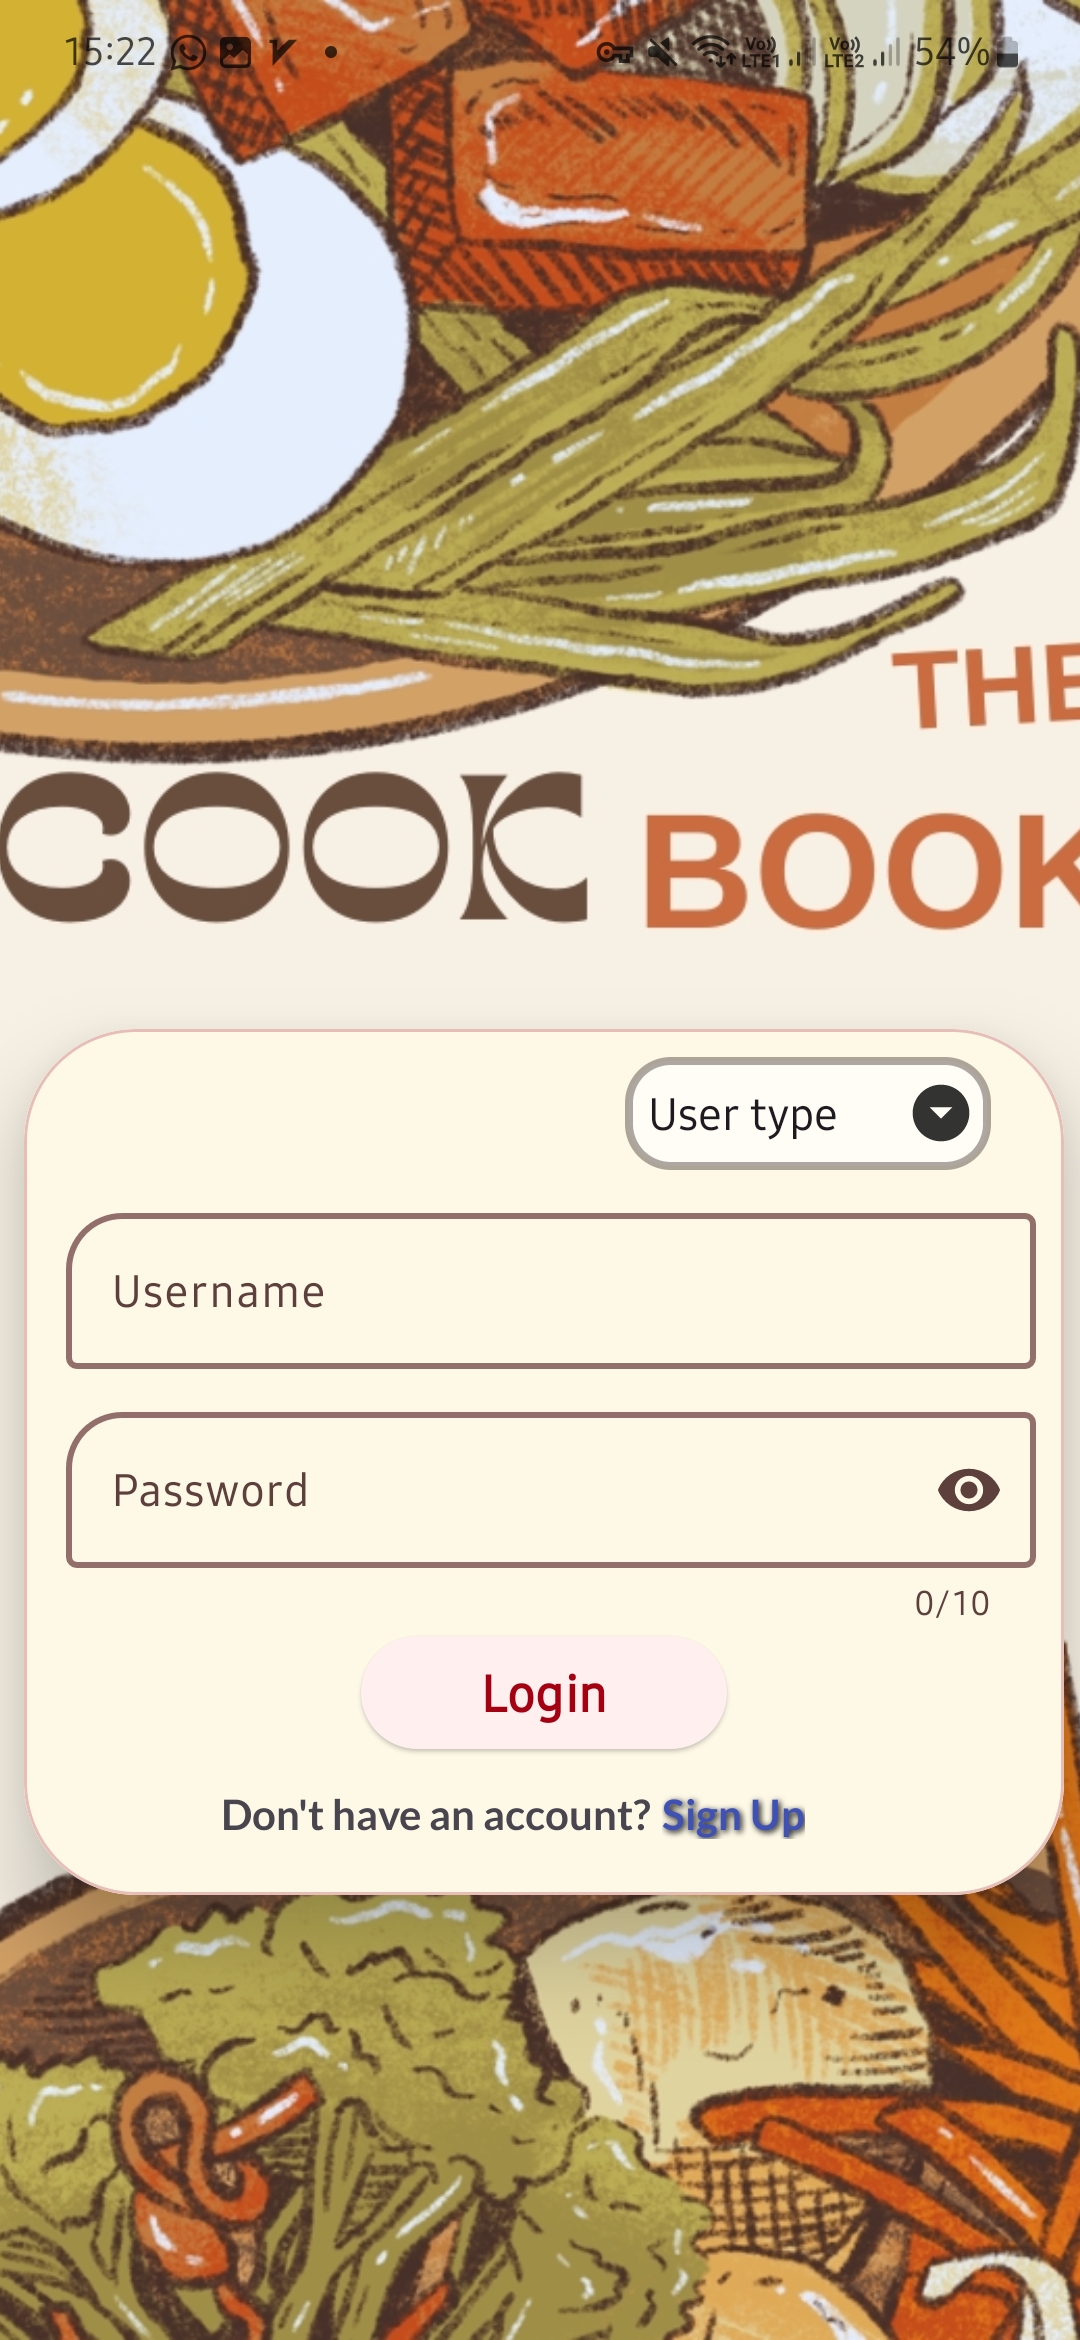 15:22 Vo)) LTE1 Vo)) LTE2 54%
THE
COOK BOOK
User type
Username
Password
0/10
Login
Don't have an account? Sign Up